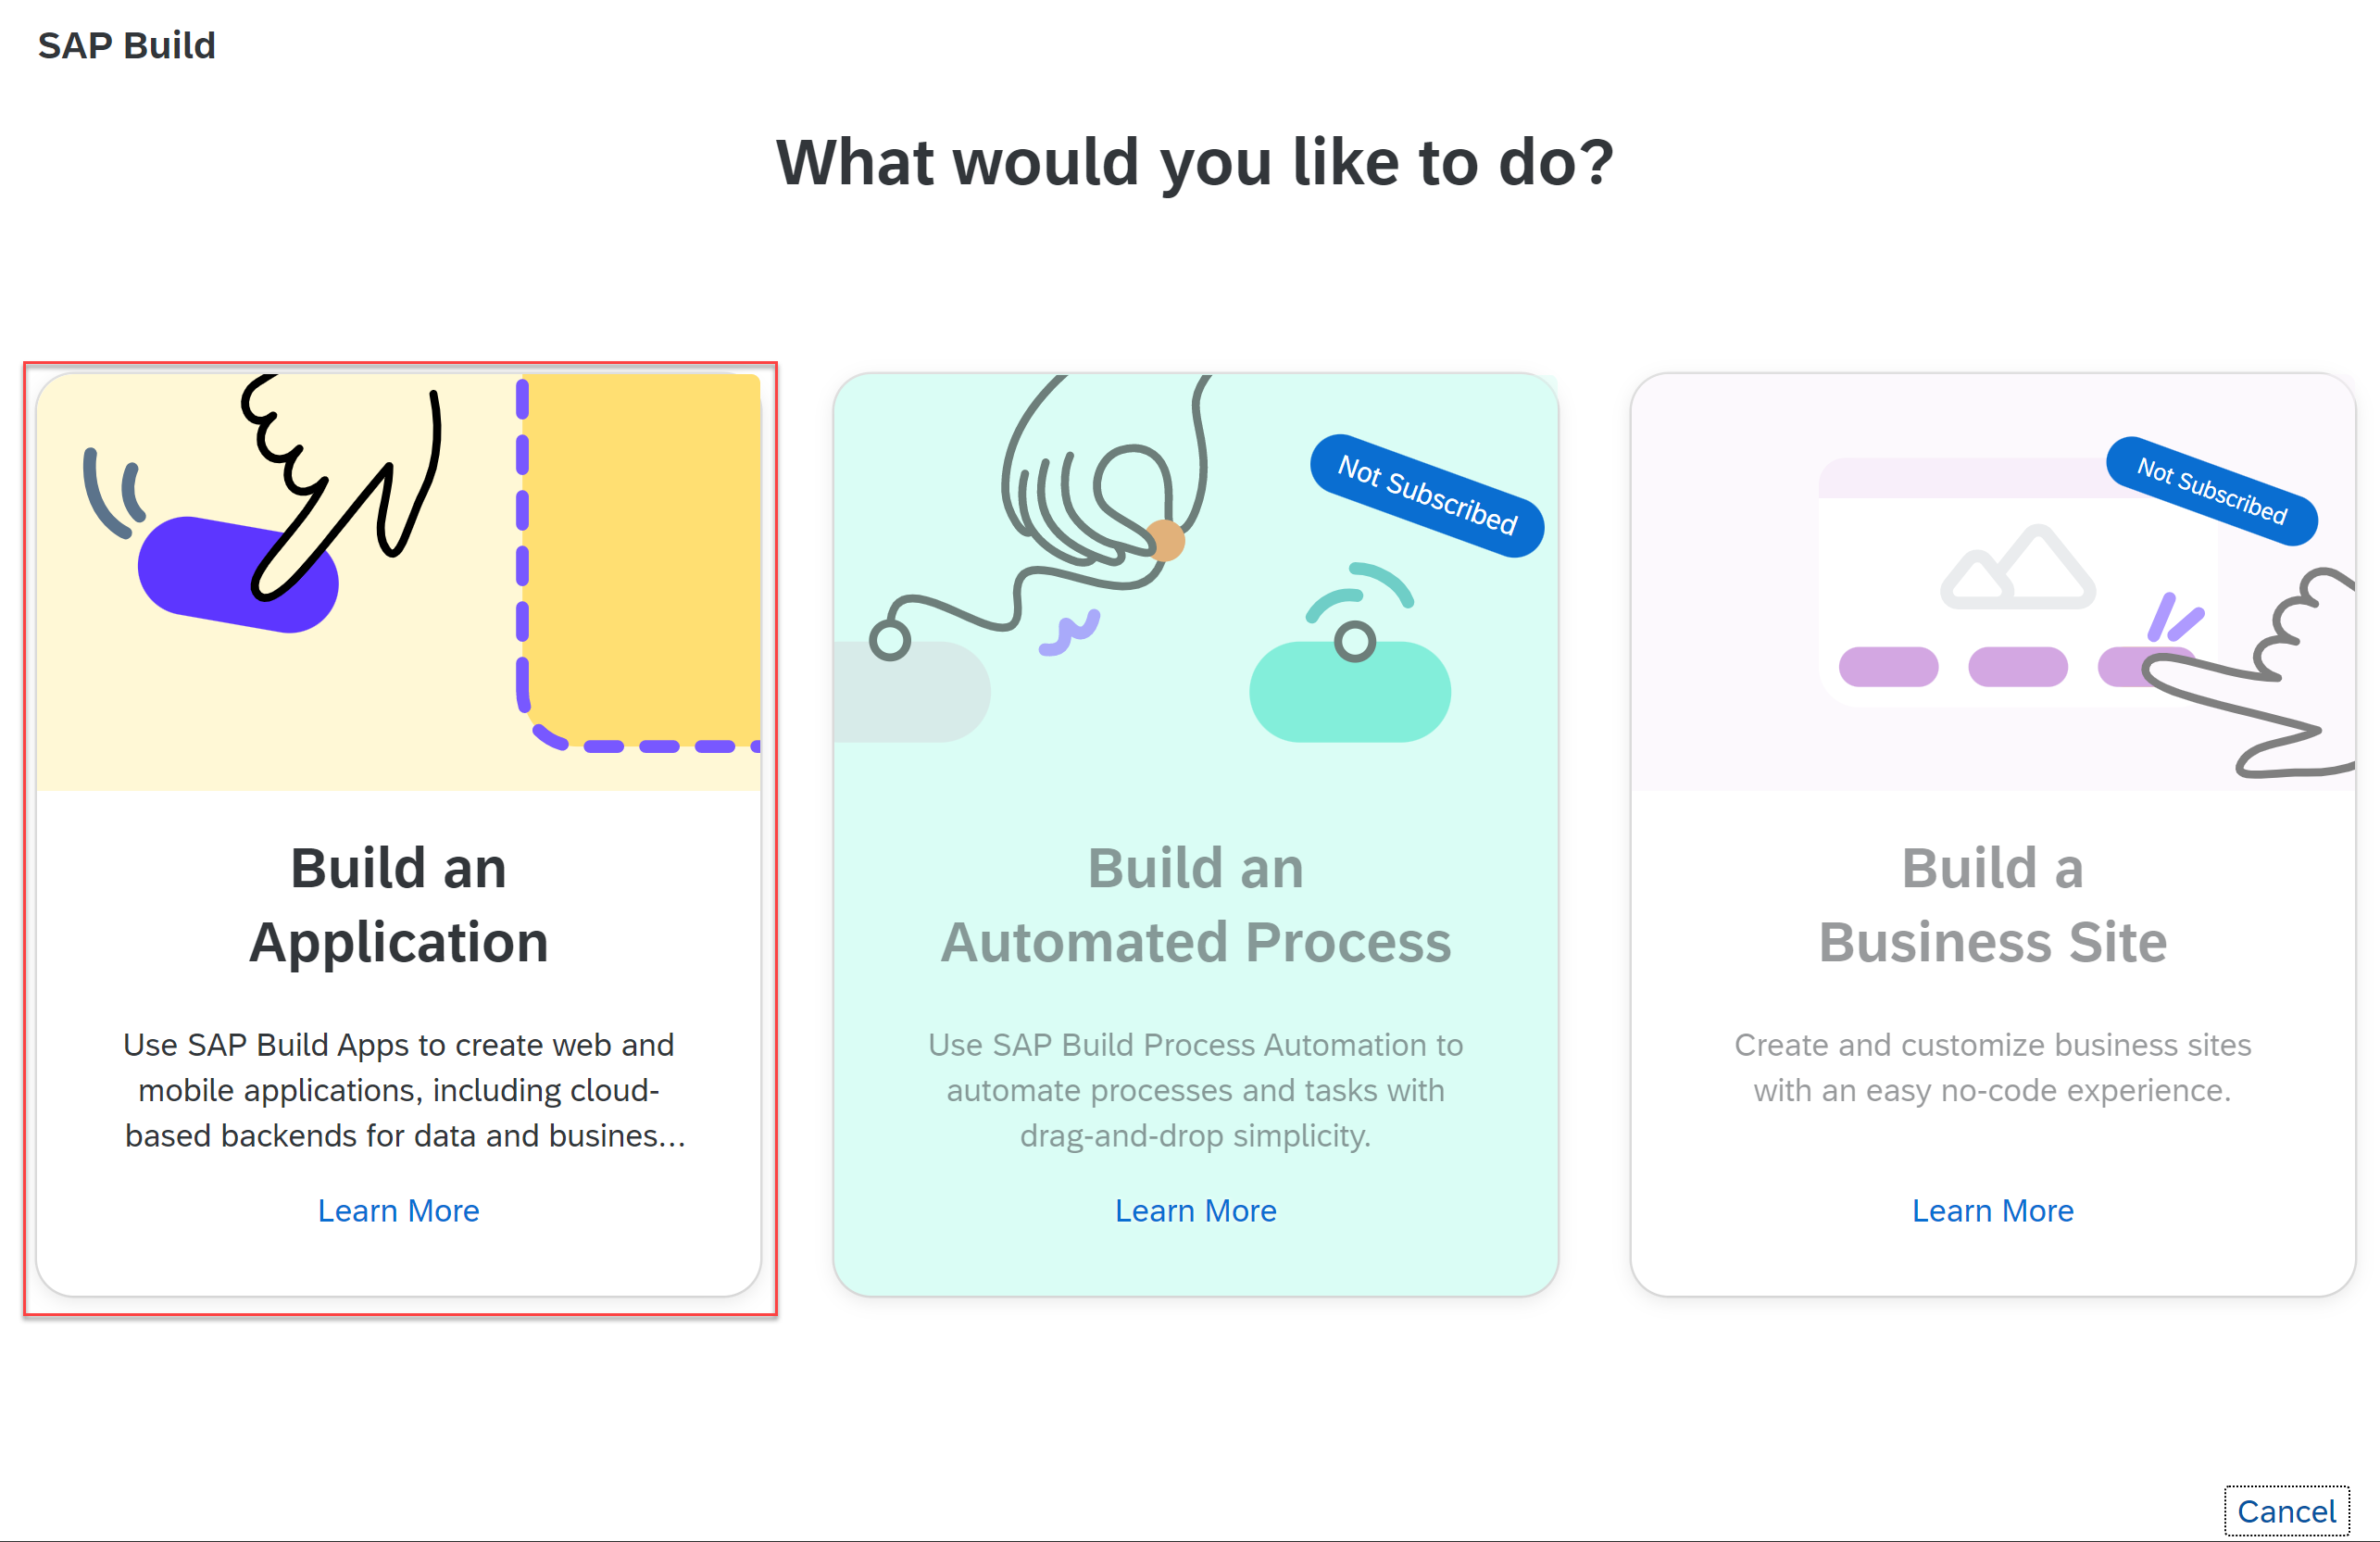 SAP Build
What would you like to do?
Build an
Application
Use SAP Build Apps to create web and
mobile applications, including cloud-
based backends for data and busines...
Learn More
Not Subscribed
Build an
Automated Process
Use SAP Build Process Automation to
automate processes and tasks with
drag-and-drop simplicity.
Learn More
Not Subscribed
Build a
Business Site
Create and customize business sites
with an easy no-code experience.
Learn More
Cancel